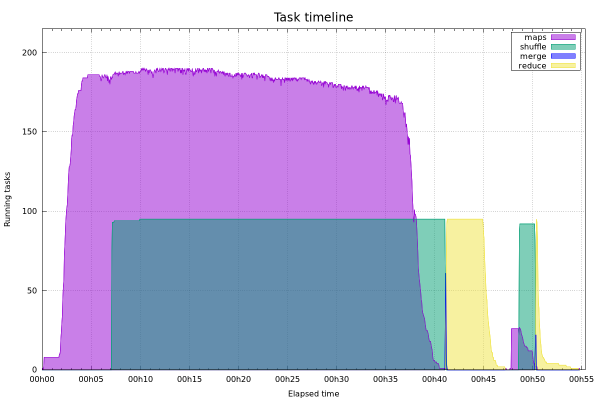 Task timeline
maps
shuffle
merge
reduce
200
150
100
50
0
Running tasks
00h00 00h05 00h10 00h15 00h20 00h25 00h30 00h35 00h40 00h45 00h50 00h55
Elapsed time